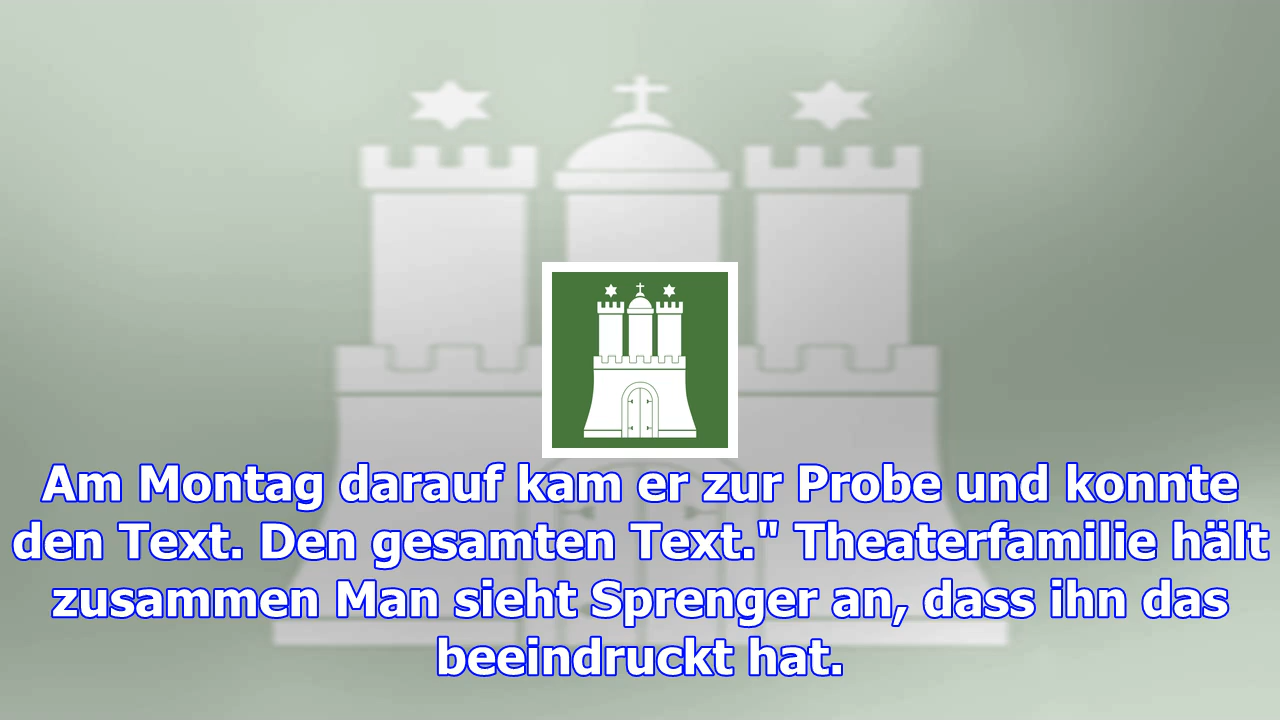 Am Montag darauf kam er zur Probe und konnte
den Text. Den gesamten Text." Theaterfamilie hält
zusammen Man sieht Sprenger an, dass ihn das
beeindruckt hat.